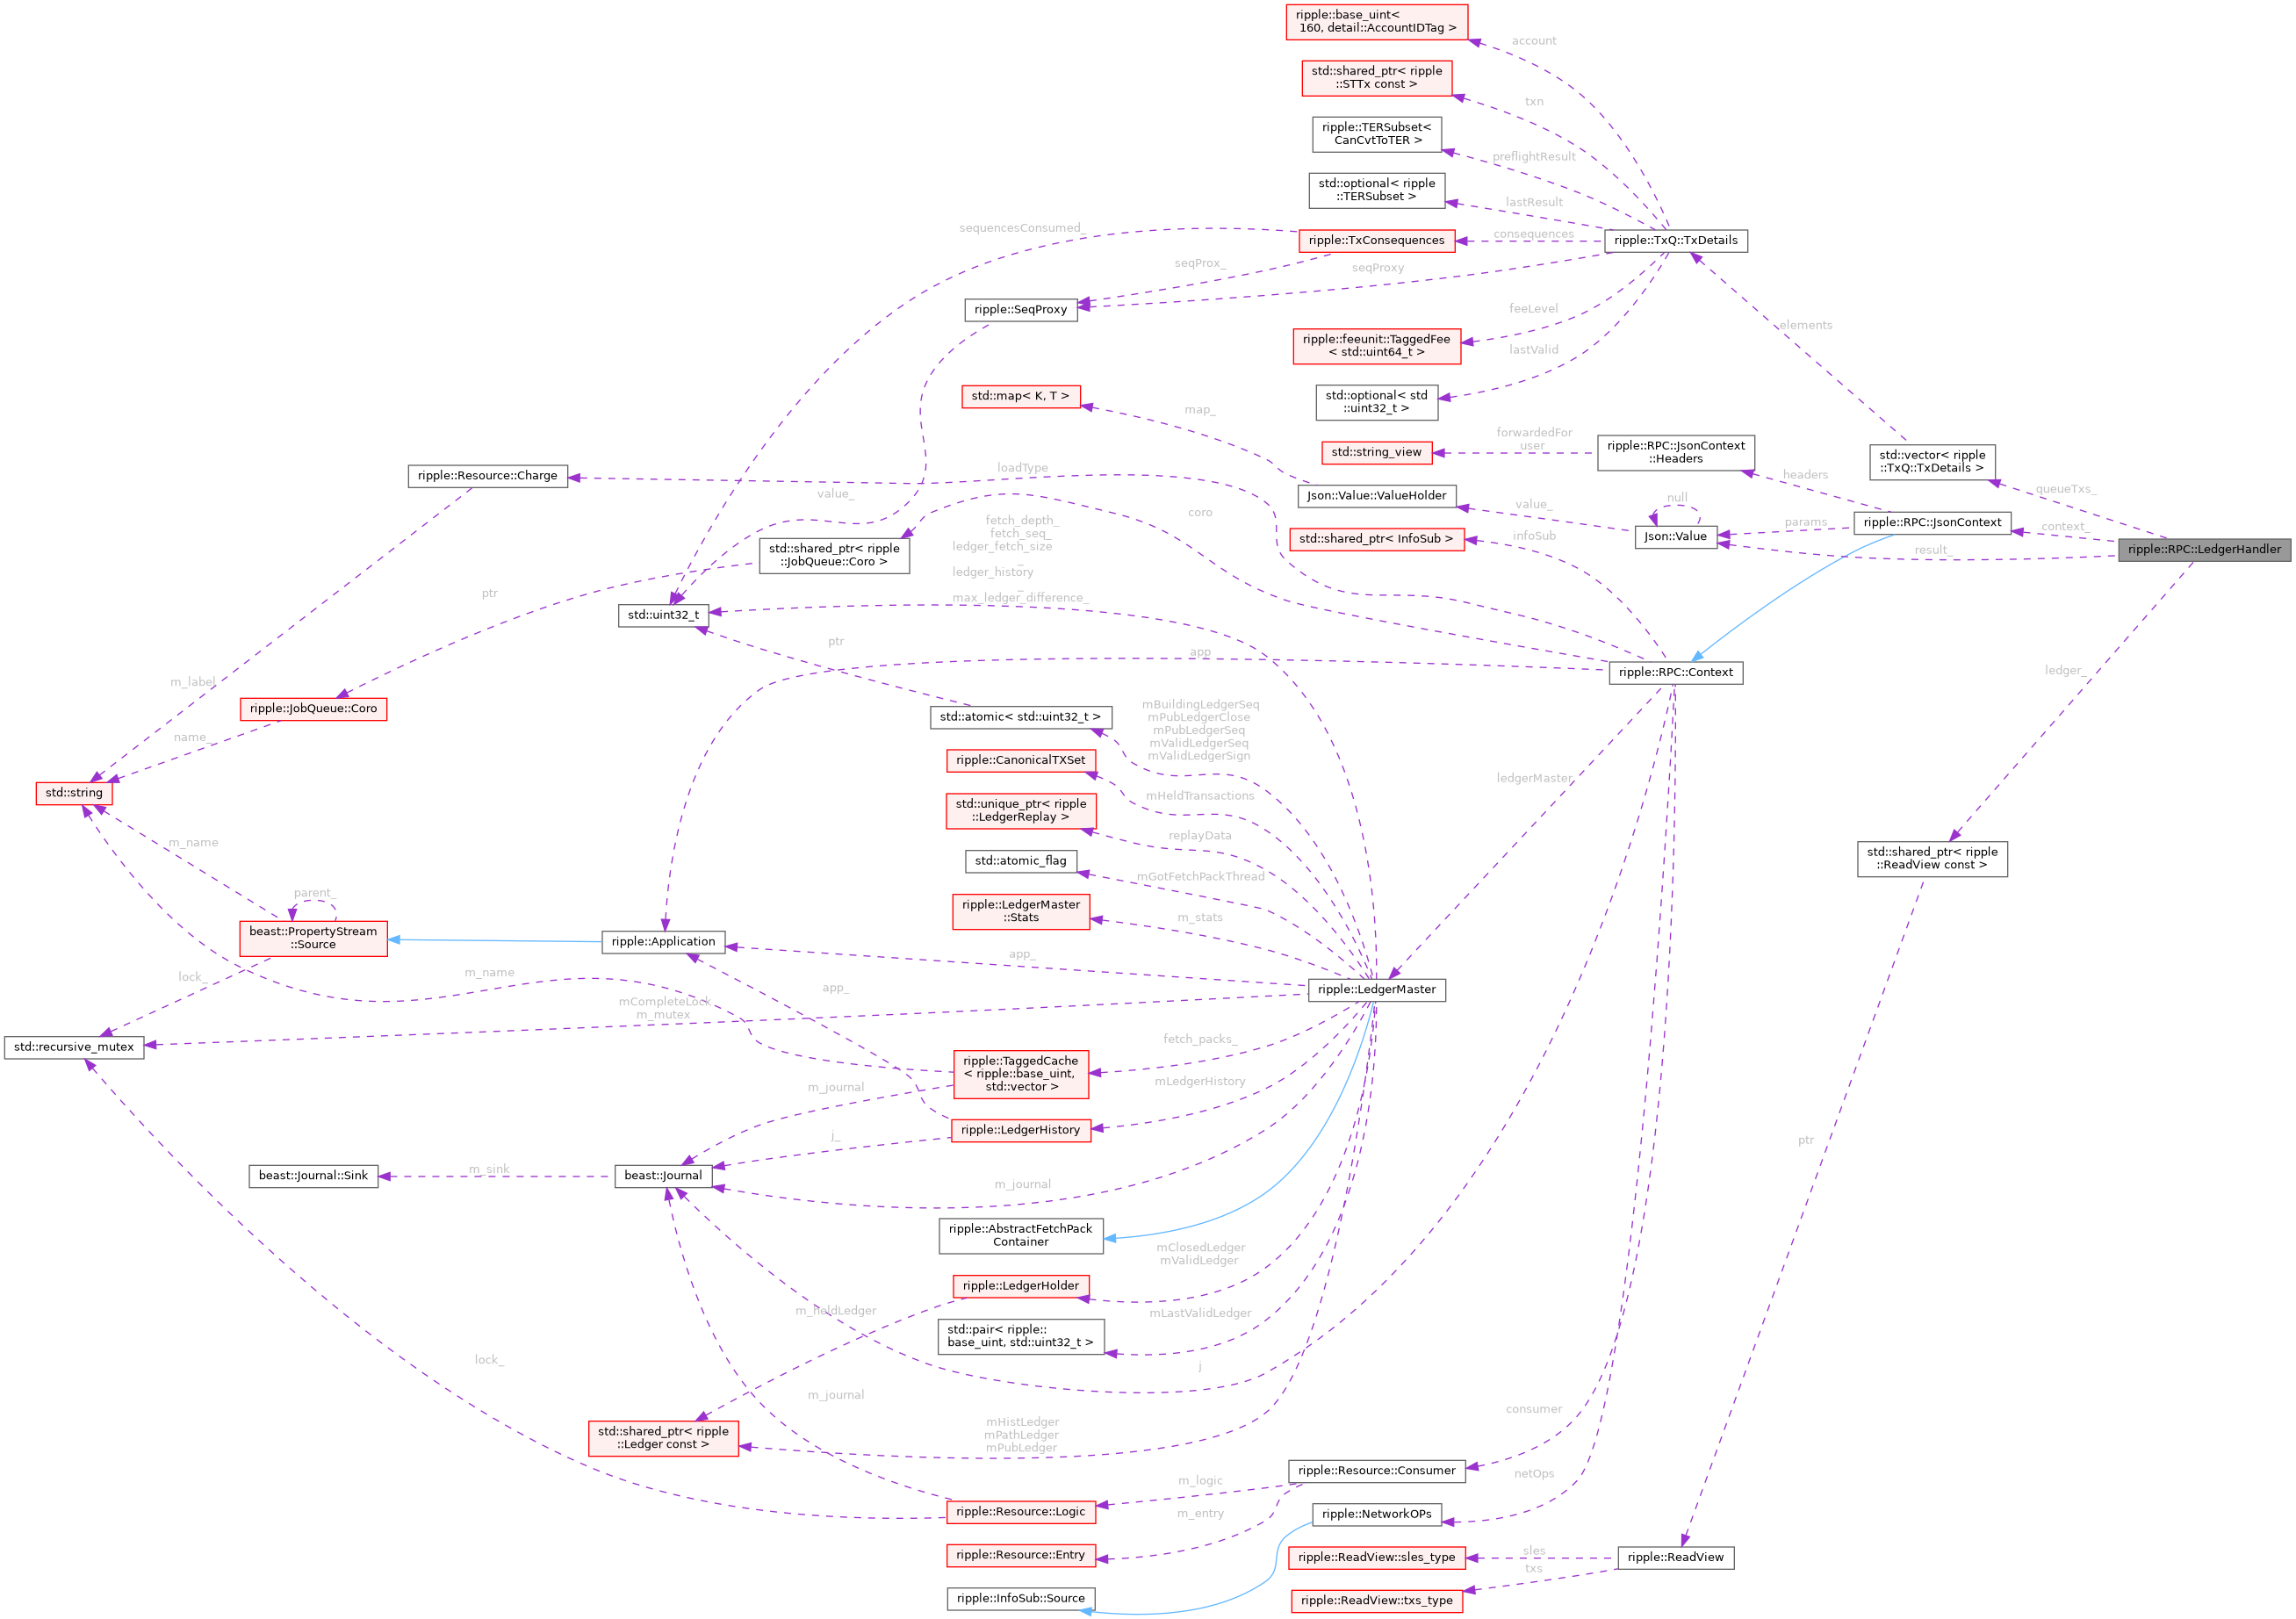 ripple::base_uint<
160, detail::AccountIDTag >
account
std::shared_ptr< ripple
::STTx const >
txn
ripple::TERSubset<
CanCvtToTER >
preflightResult
std::optional< ripple
::TERSubset >
lastResult
sequencesConsumed_
ripple::TxConsequences
consequences
ripple::TxQ::TxDetails
seqProx_
seqProxy
ripple::SeqProxy
feeLevel
elements
ripple::feeunit::TaggedFee
< std::uint64_t >
lastValid
std::map< K, T >
map_
std::optional< std
::uint32_t >
forwardedFor
user
std::string_view
ripple::RPC::JsonContext
::Headers
std::vector< ripple
::TxQ::TxDetails >
ripple::Resource::Charge
loadType
headers
queueTxs_
value_
Json::Value::ValueHolder
value_
null
coro
params
ripple::RPC::JsonContext
context_
fetch_depth_
fetch_seq_
ledger_fetch_size
_
ledger_history
_
max_ledger_difference_
std::shared_ptr< InfoSub >
infoSub
Json::Value
result_
ripple::RPC::LedgerHandler
std::shared_ptr< ripple
::JobQueue::Coro >
ptr
std::uint32_t
ptr
app
ripple::RPC::Context
ledger_
m_label
ripple::JobQueue::Coro
name_
std::atomic< std::uint32_t >
mBuildingLedgerSeq
mPubLedgerClose
mPubLedgerSeq
mValidLedgerSeq
mValidLedgerSign
ripple::CanonicalTXSet
mHeldTransactions
ledgerMaster
std::string
std::unique_ptr< ripple
::LedgerReplay >
replayData
m_name
std::atomic_flag
mGotFetchPackThread
std::shared_ptr< ripple
::ReadView const >
parent_
ripple::LedgerMaster
::Stats
m_stats
beast::PropertyStream
::Source
ripple::Application
app_
lock_
m_name
app_
ripple::LedgerMaster
mCompleteLock
m_mutex
std::recursive_mutex
fetch_packs_
ripple::TaggedCache
< ripple::base_uint,
std::vector >
m_journal
mLedgerHistory
ripple::LedgerHistory
j_
ptr
beast::Journal::Sink
m_sink
beast::Journal
m_journal
ripple::AbstractFetchPack
Container
mClosedLedger
mValidLedger
ripple::LedgerHolder
m_heldLedger
mLastValidLedger
std::pair< ripple::
base_uint, std::uint32_t >
lock_
j
m_journal
consumer
std::shared_ptr< ripple
::Ledger const >
mHistLedger
mPathLedger
mPubLedger
ripple::Resource::Consumer
netOps
m_logic
ripple::Resource::Logic
m_entry
ripple::NetworkOPs
ripple::Resource::Entry
ripple::ReadView::sles_type
sles
ripple::ReadView
txs
ripple::InfoSub::Source
ripple::ReadView::txs_type